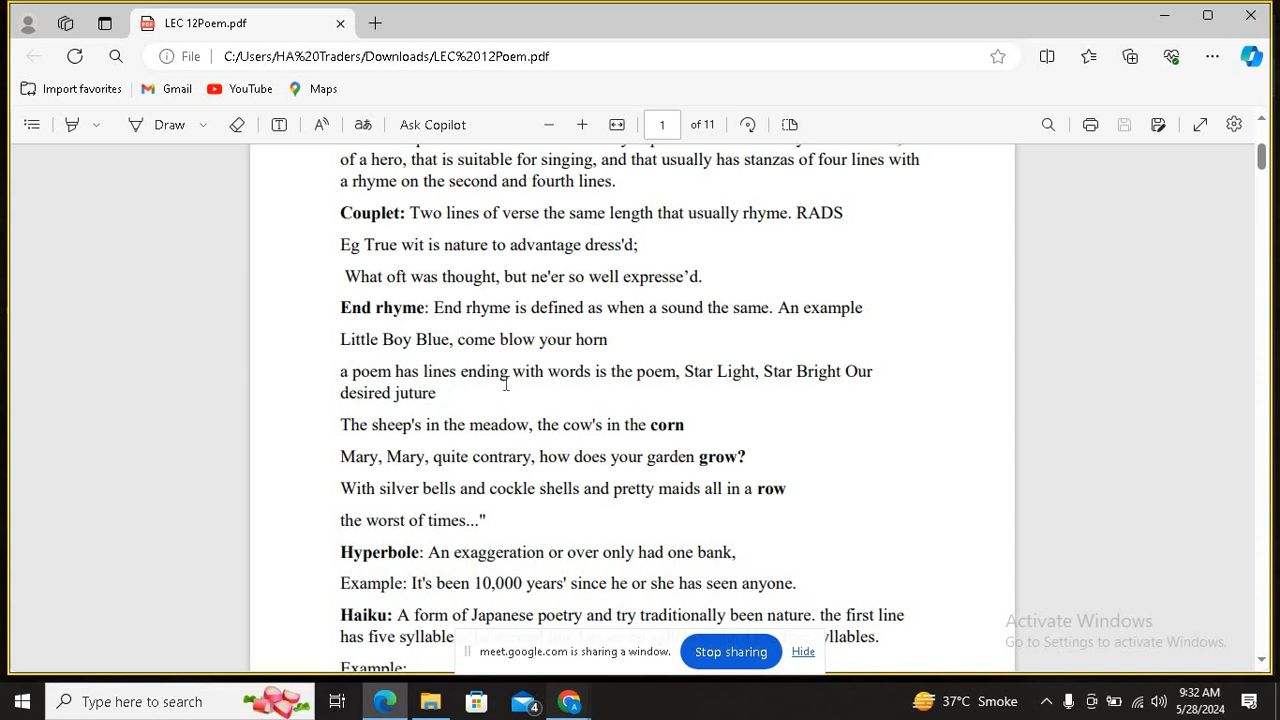 LEC 12Poem.pdf
File
C:/Users/HA%20Traders/Downloads/LEC%2012Poem.pdf
Import favorites
Gmail
YouTube
Maps
Draw
Ask Copilot
1 of 11
of a hero, that is suitable for singing, and that usually has stanzas of four lines with
a rhyme on the second and fourth lines.
Couplet: Two lines of verse the same length that usually rhyme. RADS
Eg True wit is nature to advantage dress'd;
What oft was thought, but ne'er so well expresse’d.
End rhyme: End rhyme is defined as when a sound the same. An example
Little Boy Blue, come blow your horn
a poem has lines ending with words is the poem, Star Light, Star Bright Our
desired juture
The sheep's in the meadow, the cow's in the corn
Mary, Mary, quite contrary, how does your garden grow?
With silver bells and cockle shells and pretty maids all in a row
the worst of times..."
Hyperbole: An exaggeration or over only had one bank,
Example: It's been 10,000 years' since he or she has seen anyone.
Haiku: A form of Japanese poetry and try traditionally been nature. the first line
has five syllable
Example:
meet.google.com is sharing a window.
Stop sharing
Hide
Activate Windows
Go to Settings to activate Windows.
Type here to search
4
37°C Smoke
9:32 AM
5/28/2024